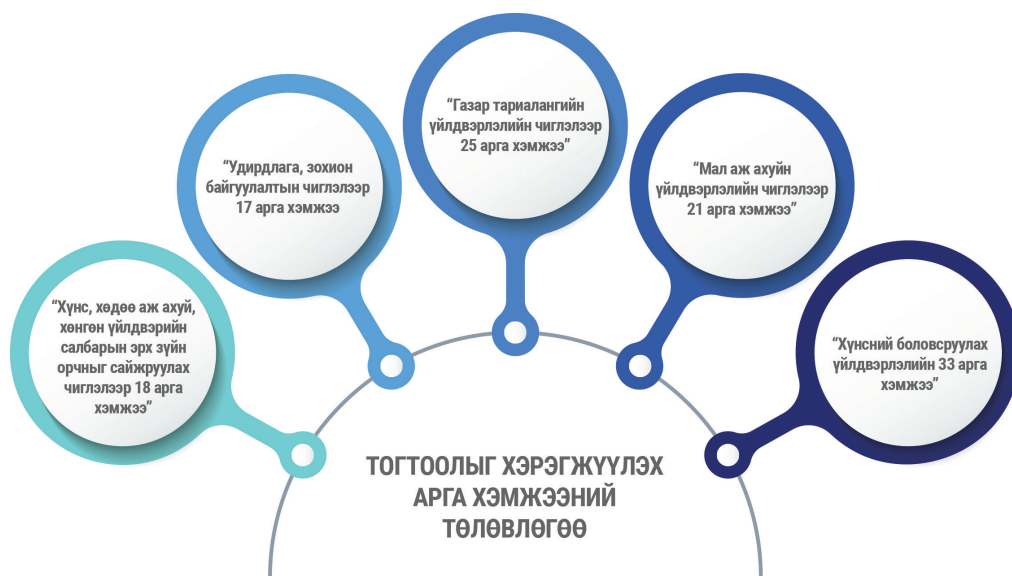 “Хүнс, хөдөө аж ахуй,
хөнгөн үйлдвэрийн
салбарын эрх зүйн
орчныг сайжруулах
чиглэлээр 18 арга
хэмжээ”
“Удирдлага, зохион
байгуулалтын чиглэлээр
17 арга хэмжээ
“Газар тариалангийн
үйлдвэрлэлийн чиглэлээр
25 арга хэмжээ”
“Мал аж ахуйн
үйлдвэрлэлийн чиглэлээр
21 арга хэмжээ”
“Хүнсний боловсруулах
үйлдвэрлэлийн 33 арга
хэмжээ”
ТОГТООЛЫГ ХЭРЭГЖҮҮЛЭХ
АРГА ХЭМЖЭЭНИЙ
ТӨЛӨВЛӨГӨӨ